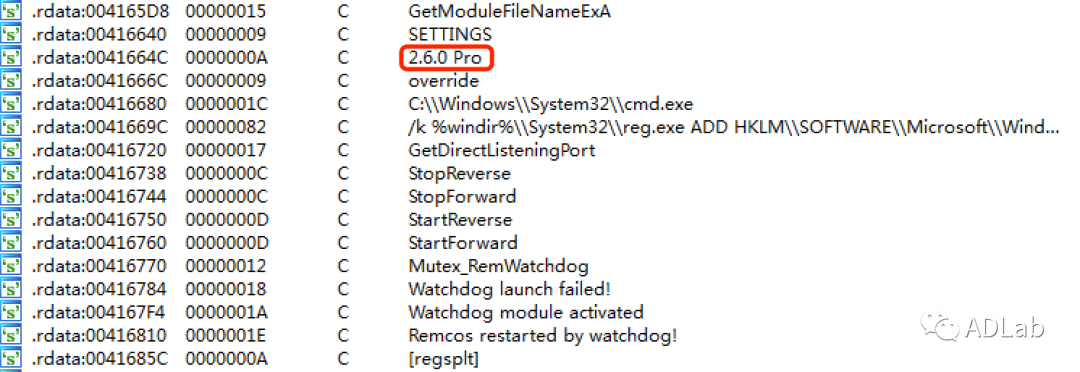 's' .rdata:004165D8 00000015 C GetModuleFileNameExA
's' .rdata:00416640 00000009 C SETTINGS
's' .rdata:0041664C 0000000A C 2.6.0 Pro
's' .rdata:0041666C 00000009 C override
's' .rdata:00416680 0000001C C C:\\Windows\\System32\\cmd.exe
's' .rdata:0041669C 00000082 C /k %windir%\\System32\\reg.exe ADD HKLM\\SOFTWARE\\Microsoft\\Wind...
's' .rdata:00416720 00000017 C GetDirectListeningPort
's' .rdata:00416738 0000000C C StopReverse
's' .rdata:00416744 0000000C C StopForward
's' .rdata:00416750 0000000D C StartReverse
's' .rdata:00416760 0000000D C StartForward
's' .rdata:00416770 00000012 C Mutex_RemWatchdog
's' .rdata:00416784 00000018 C Watchdog launch failed!
's' .rdata:004167F4 0000001A C Watchdog module activated
's' .rdata:00416810 0000001E C Remcos restarted by watchdog!
's' .rdata:0041685C 0000000A C [regsplt]
ADLab